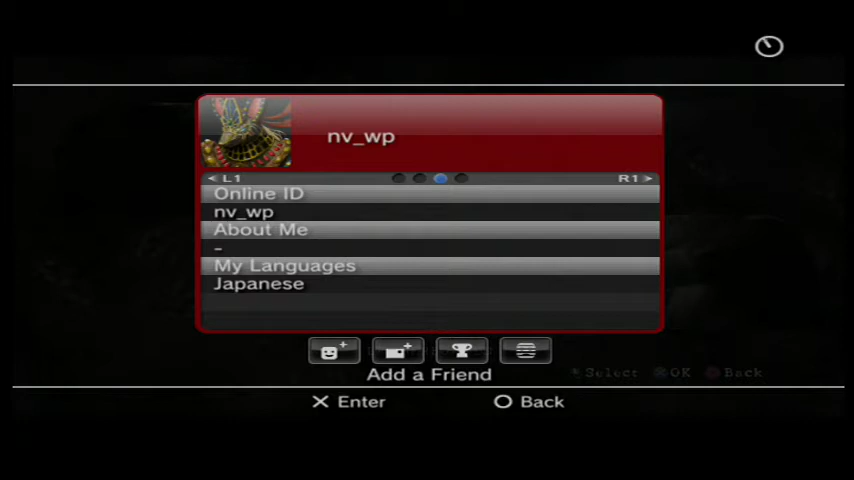 nv_wp
L1
R1
Online ID
nv_wp
About Me
-
My Languages
Japanese
Add a Friend
Select OK Back
Enter Back